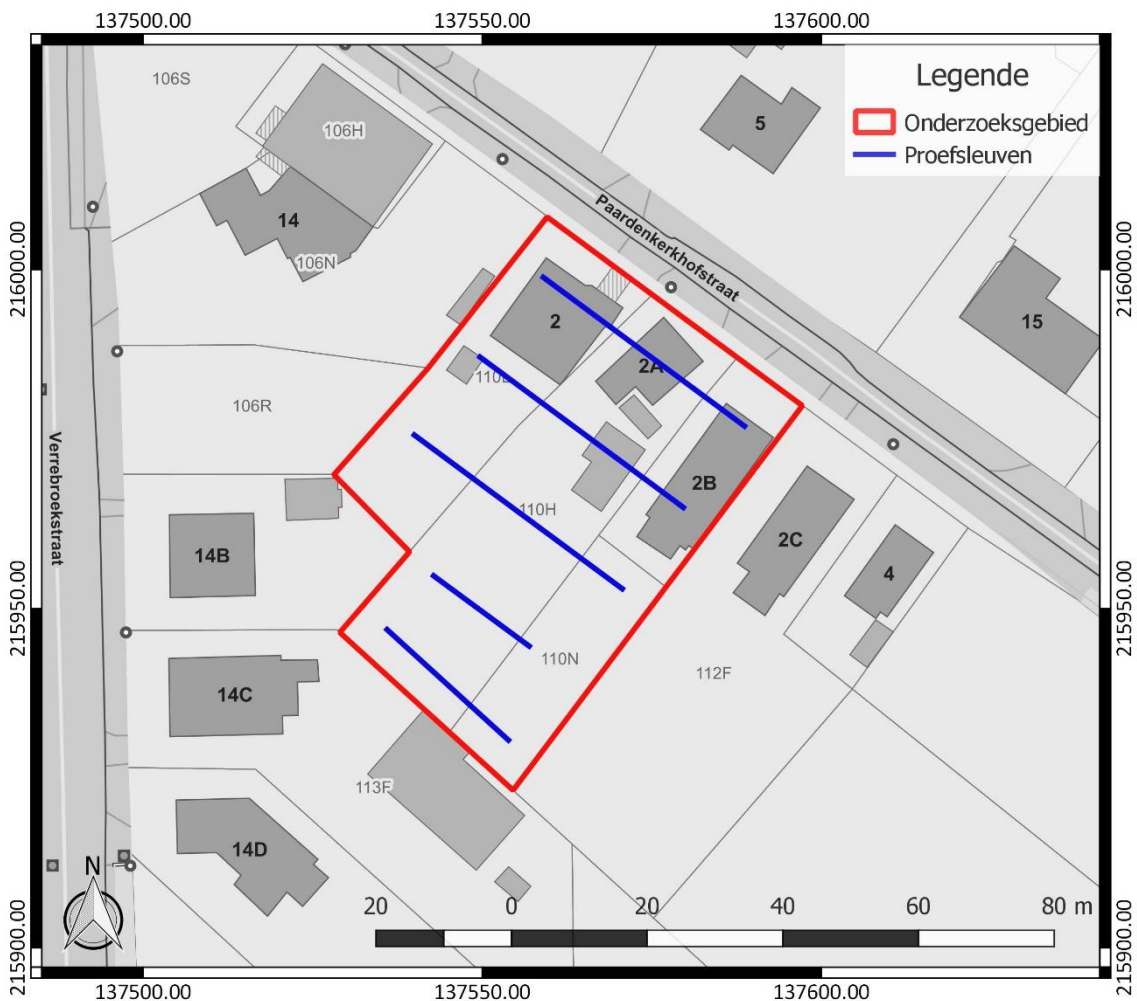 137500.00
137550.00
137600.00
Legende
Onderzoeksgebied
Proefsleuven
106S
106H
5
14
106N
Paardenkerkhofstraat
216000.00
216000.00
2
2A
15
106R
Verrebroekstraat
2B
110H
14B
2C
4
215950.00
215950.00
110N
112F
14C
113F
14D
N
20
0
20
40
60
80 m
215900.00
215900.00
137500.00
137550.00
137600.00